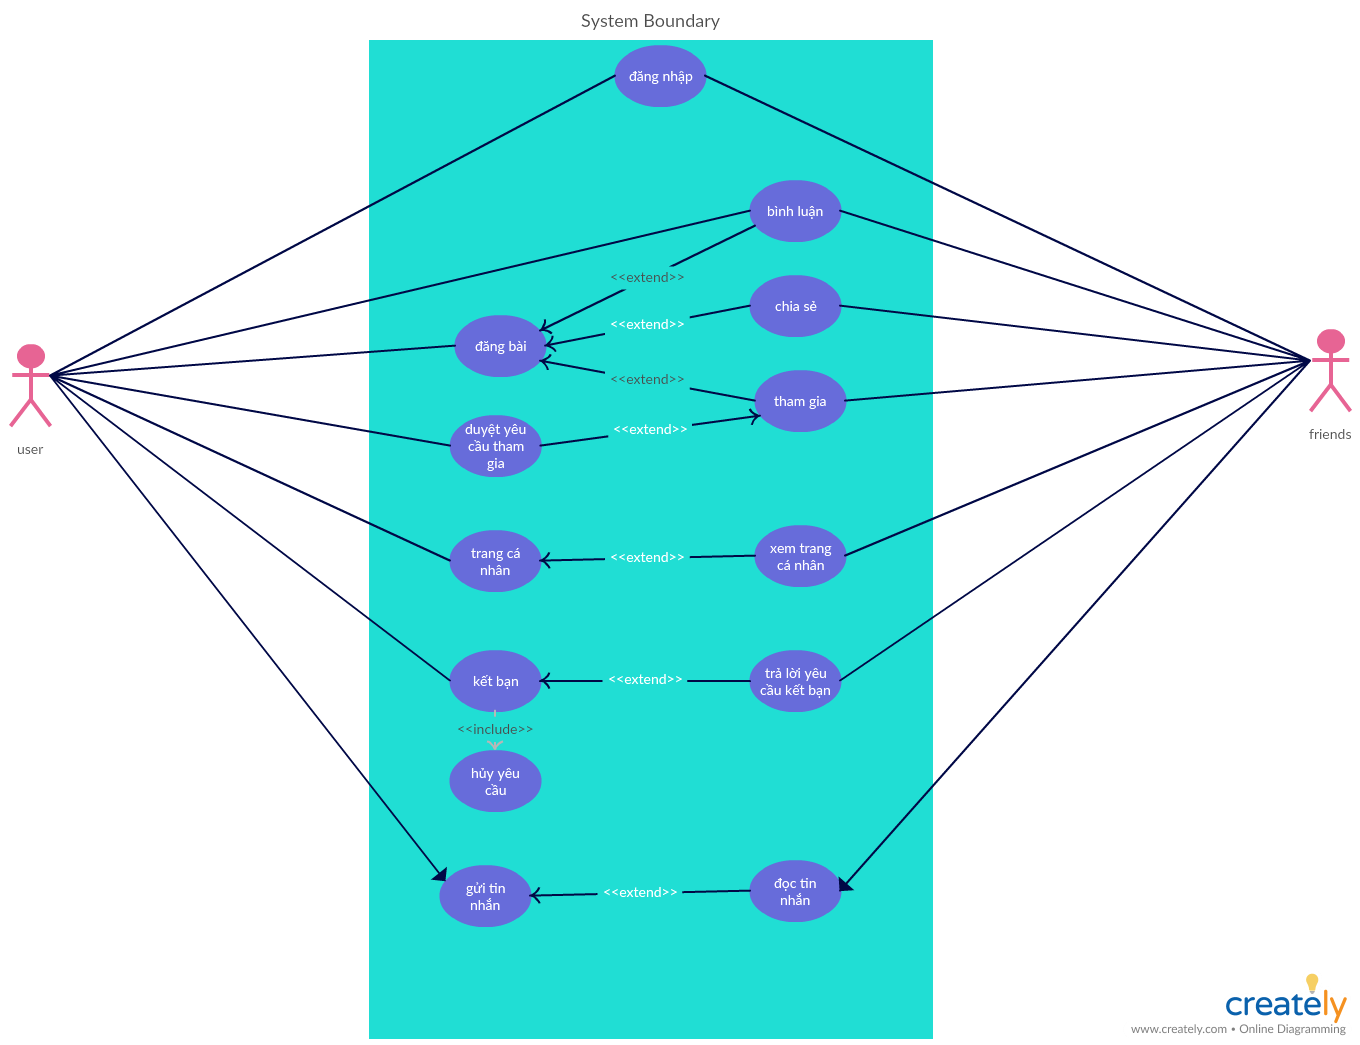 System Boundary
đăng nhập
bình luận
<<extend>>
chia sẻ
<<extend>>
đăng bài
<<extend>>
tham gia
duyệt yêu
cầu tham
gia
<<extend>>
user
friends
trang cá
nhân
<<extend>>
xem trang
cá nhân
kết bạn
<<extend>>
trả lời yêu
cầu kết bạn
<<include>>
hủy yêu
cầu
gửi tin
nhắn
<<extend>>
đọc tin
nhắn
creately
www.creately.com • Online Diagramming